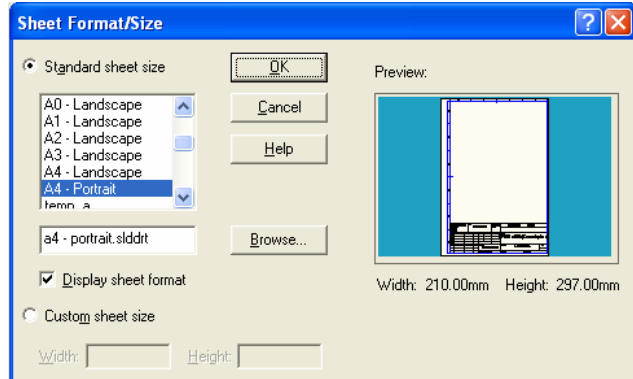 Sheet Format/Size
Standard sheet size
OK
Preview:
A0 - Landscape
A1 - Landscape
A2 - Landscape
A3 - Landscape
A4 - Landscape
A4 - Portrait
temp_a
Cancel
Help
a4 - portrait.slddrt
Browse...
Display sheet format
Width: 210.00mm Height: 297.00mm
Custom sheet size
Width: Height: